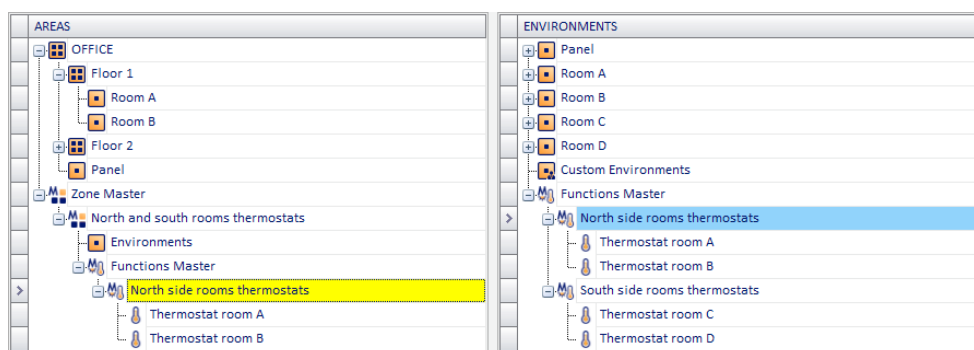 AREAS
OFFICE
Floor 1
Room A
Room B
Floor 2
Panel
Zone Master
North and south rooms thermostats
Environments
Functions Master
North side rooms thermostats
Thermostat room A
Thermostat room B
ENVIRONMENTS
Panel
Room A
Room B
Room C
Room D
Custom Environments
Functions Master
North side rooms thermostats
Thermostat room A
Thermostat room B
South side rooms thermostats
Thermostat room C
Thermostat room D